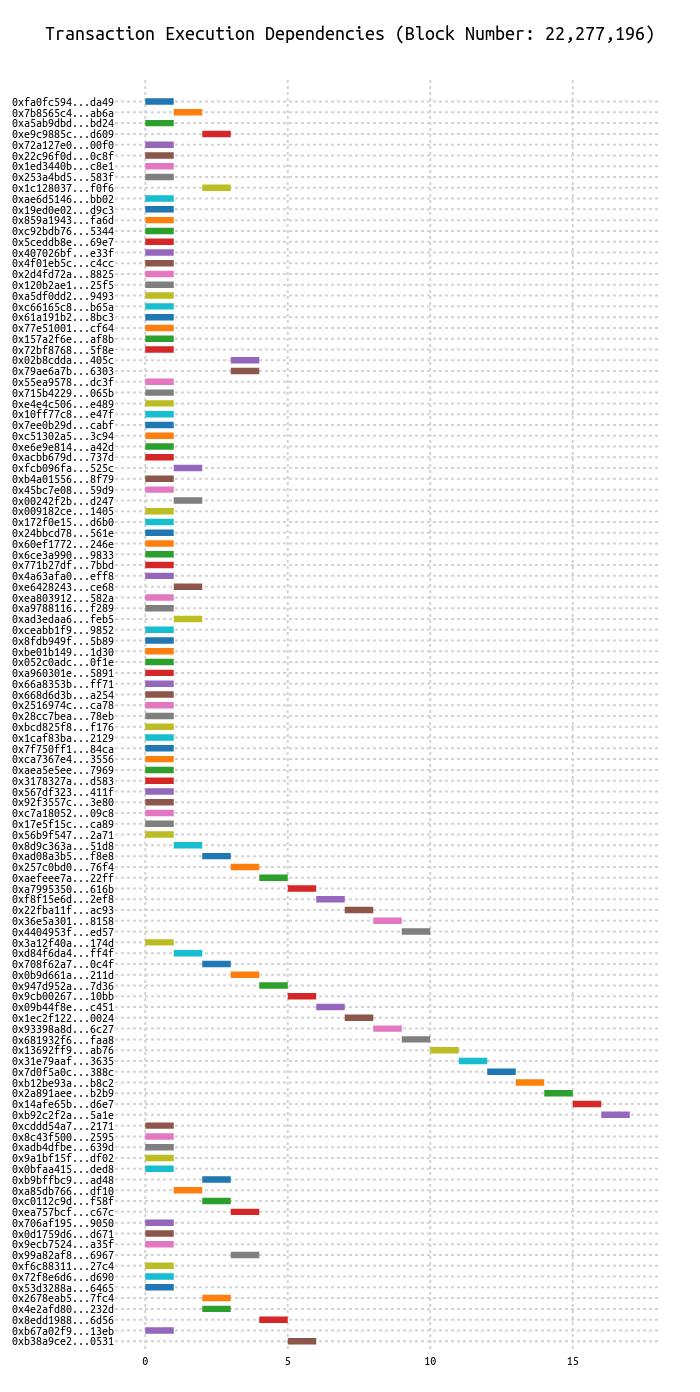 Transaction Execution Dependencies (Block Number: 22,277,196)
0xfa0fc594...da49
0x7b8565c4...ab6a
0xa5ab9dbd...bd24
0xe9c9885c...d609
0x72a127e0...00f0
0x22c96f0d...0c8f
0x1ed3440b...c8e1
0x253a4bd5...583f
0x1c128037...f0f6
0xae6d5146...bb02
0x19ed0e02...d9c3
0x859a1943...fa6d
0xc92bdb76...5344
0x5ceddb8e...69e7
0x407026bf...e33f
0x4f01eb5c...c4cc
0x2d4fd72a...8825
0x120b2ae1...25f5
0xa5df0dd2...9493
0xc66165c8...b65a
0x61a191b2...8bc3
0x77e51001...cf64
0x157a2f6e...af8b
0x72bf8768...5f8e
0x02b8cdda...405c
0x79ae6a7b...6303
0x55ea9578...dc3f
0x715b4229...065b
0xe4e4c506...e489
0x10ff77c8...e47f
0x7ee0b29d...cabf
0xc51302a5...3c94
0xe6e9e814...a42d
0xacbb679d...737d
0xfcb096fa...525c
0xb4a01556...8f79
0x45bc7e08...59d9
0x00242f2b...d247
0x009182ce...1405
0x172f0e15...d6b0
0x24bbcd78...561e
0x60ef1772...246e
0x6ce3a990...9833
0x771b27df...7bbd
0x4a63afa0...eff8
0xe6428243...ce68
0xea803912...582a
0xa9788116...f289
0xad3edaa6...feb5
0xceabb1f9...9852
0x8fdb949f...5b89
0xbe01b149...1d30
0x052c0adc...0f1e
0xa960301e...5891
0x66a8353b...ff71
0x668d6d3b...a254
0x2516974c...ca78
0x28cc7bea...78eb
0xbcd825f8...f176
0x1caf83ba...2129
0x7f750ff1...84ca
0xca7367e4...3556
0xaea5e5ee...7969
0x3178327a...d583
0x567df323...411f
0x92f3557c...3e80
0xc7a18052...09c8
0x17e5f15c...ca89
0x56b9f547...2a71
0x8d9c363a...51d8
0xad08a3b5...f8e8
0x257c0bd0...76f4
0xaefeee7a...22ff
0xa7995350...616b
0xf8f15e6d...2ef8
0x22fba11f...ac93
0x36e5a301...8158
0x4404953f...ed57
0x3a12f40a...174d
0xd84f6da4...ff4f
0x708f62a7...0c4f
0x0b9d661a...211d
0x947d952a...7d36
0x9cb00267...10bb
0x09b44f8e...c451
0x1ec2f122...0024
0x93398a8d...6c27
0x681932f6...faa8
0x13692ff9...ab76
0x31e79aaf...3635
0x7d0f5a0c...388c
0xb12be93a...b8c2
0x2a891aee...b2b9
0x14afe65b...d6e7
0xb92c2f2a...5a1e
0xcddd54a7...2171
0x8c43f500...2595
0xadb4dfbe...639d
0x9a1bf15f...df02
0x0bfaa415...ded8
0xb9bffbc9...ad48
0xa85db766...df10
0xc0112c9d...f58f
0xea757bcf...c67c
0x706af195...9050
0x0d1759d6...d671
0x9ecb7524...a35f
0x99a82af8...6967
0xf6c88311...27c4
0x72f8e6d6...d690
0x53d3288a...6465
0x2678eab5...7fc4
0x4e2afd80...232d
0x8edd1988...6d56
0xb67a02f9...13eb
0xb38a9ce2...0531
0 5 10 15